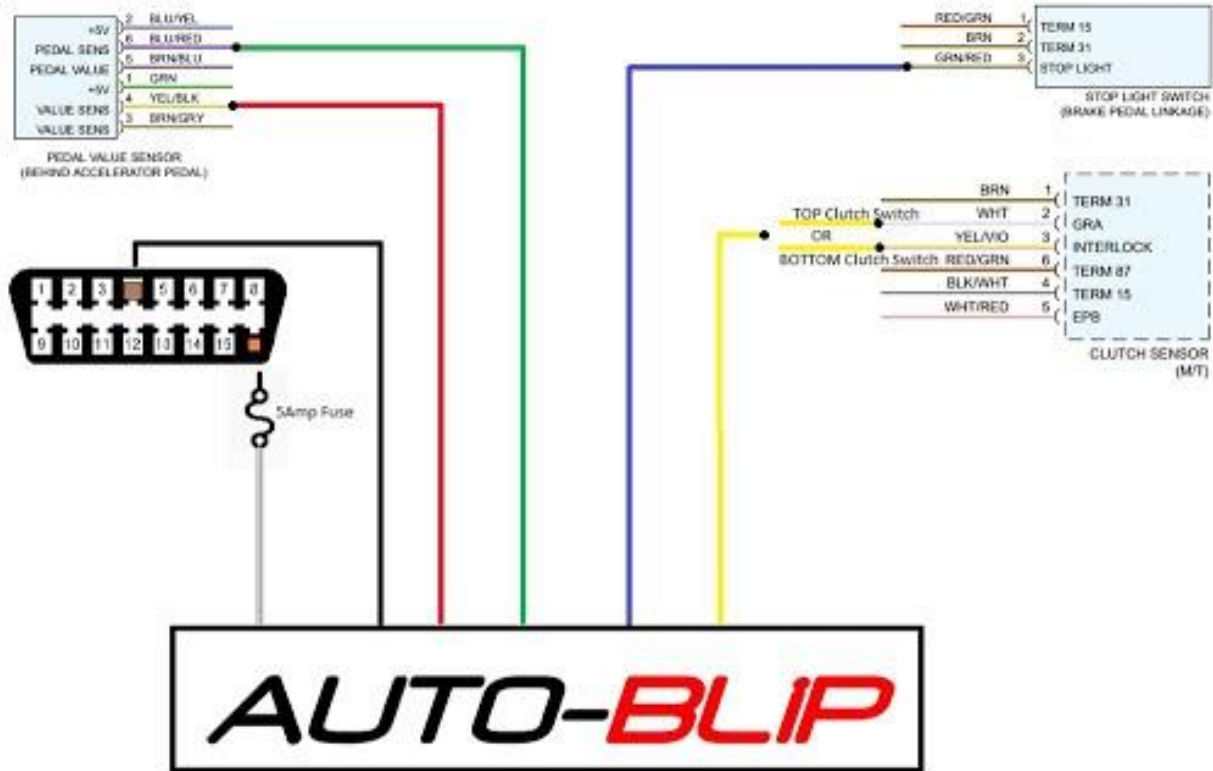 2 BLU/YEL
+5V
6 BLU/RED
PEDAL SENS
5 BRN/BLU
PEDAL VALUE
1 GRN
+5V
4 YEL/BLK
VALUE SENS
3 BRN/GRY
VALUE SENS
PEDAL VALUE SENSOR
(BEHIND ACCELERATOR PEDAL)
RED/GRN 1 TERM 15
BRN 2 TERM 31
GRN/RED 3 STOP LIGHT
STOP LIGHT SWITCH
(BRAKE PEDAL LINKAGE)
BRN 1 TERM 31
TOP Clutch Switch WHT 2 GRA
OR YEL/VIO 3 INTERLOCK
BOTTOM Clutch Switch RED/GRN 6 TERM 87
BLK/WHT 4 TERM 15
WHT/RED 5 EPB
CLUTCH SENSOR
(M/T)
1 2 3 5 6 7 8
9 10 11 12 13 14 15
5Amp Fuse
AUTO-BLiP